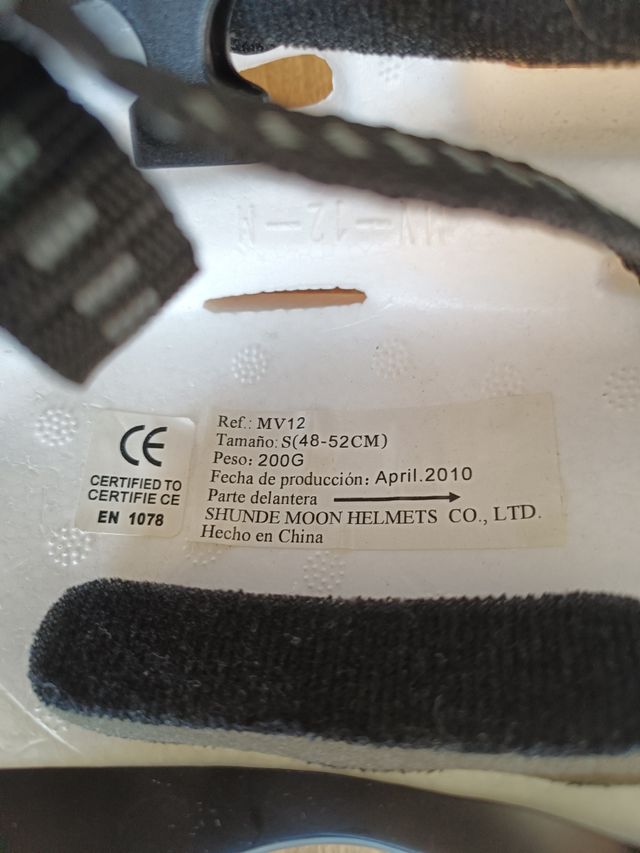 CE
CERTIFIED TO
CERTIFIE CE
EN 1078
Ref.: MV12
Tamaño: S(48-52CM)
Peso: 200G
Fecha de producción: April.2010
Parte delantera
SHUNDE MOON HELMETS CO., LTD.
Hecho en China